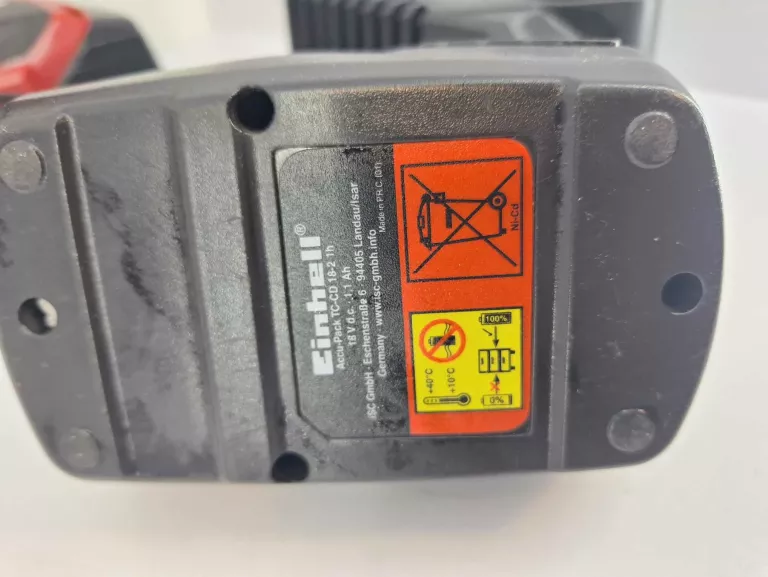 Einhell®
Accu-Pack TC-CD 18-2 1h
18 V d.c. 1,1 Ah
iSC GmbH · Eschenstraße 6 94405 Landau/Isar
Germany · www.isc-gmbh.info
Made in P.R.C. (01)
Ni-Cd
+40°C
+10°C
100%
0%